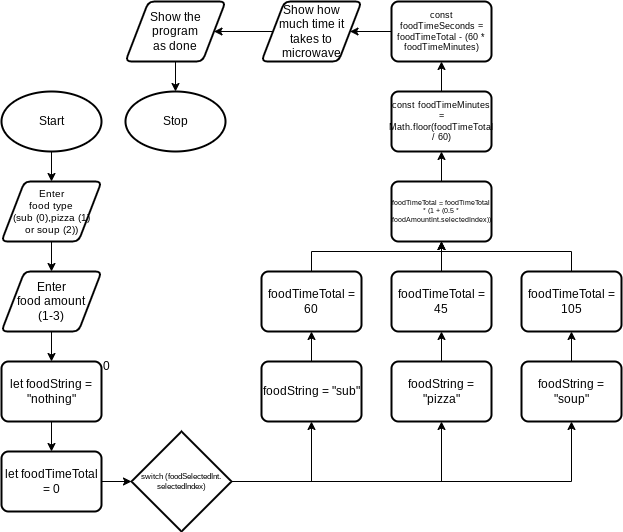 Start
Enter
food type
(sub (0),pizza (1)
or soup (2))
Enter
food amount
(1-3)
let foodString =
"nothing"
0
let foodTimeTotal
= 0
switch (foodSelectedInt.
selectedIndex)
foodString = "sub"
foodString =
"pizza"
foodString =
"soup"
foodTimeTotal =
60
foodTimeTotal =
45
foodTimeTotal =
105
foodTimeTotal = foodTimeTotal
* (1 + (0.5 *
foodAmountInt.selectedIndex))
const foodTimeMinutes
=
Math.floor(foodTimeTotal
/ 60)
const
foodTimeSeconds =
foodTimeTotal - (60 *
foodTimeMinutes)
Show how
much time it
takes to
microwave
Show the
program
as done
Stop